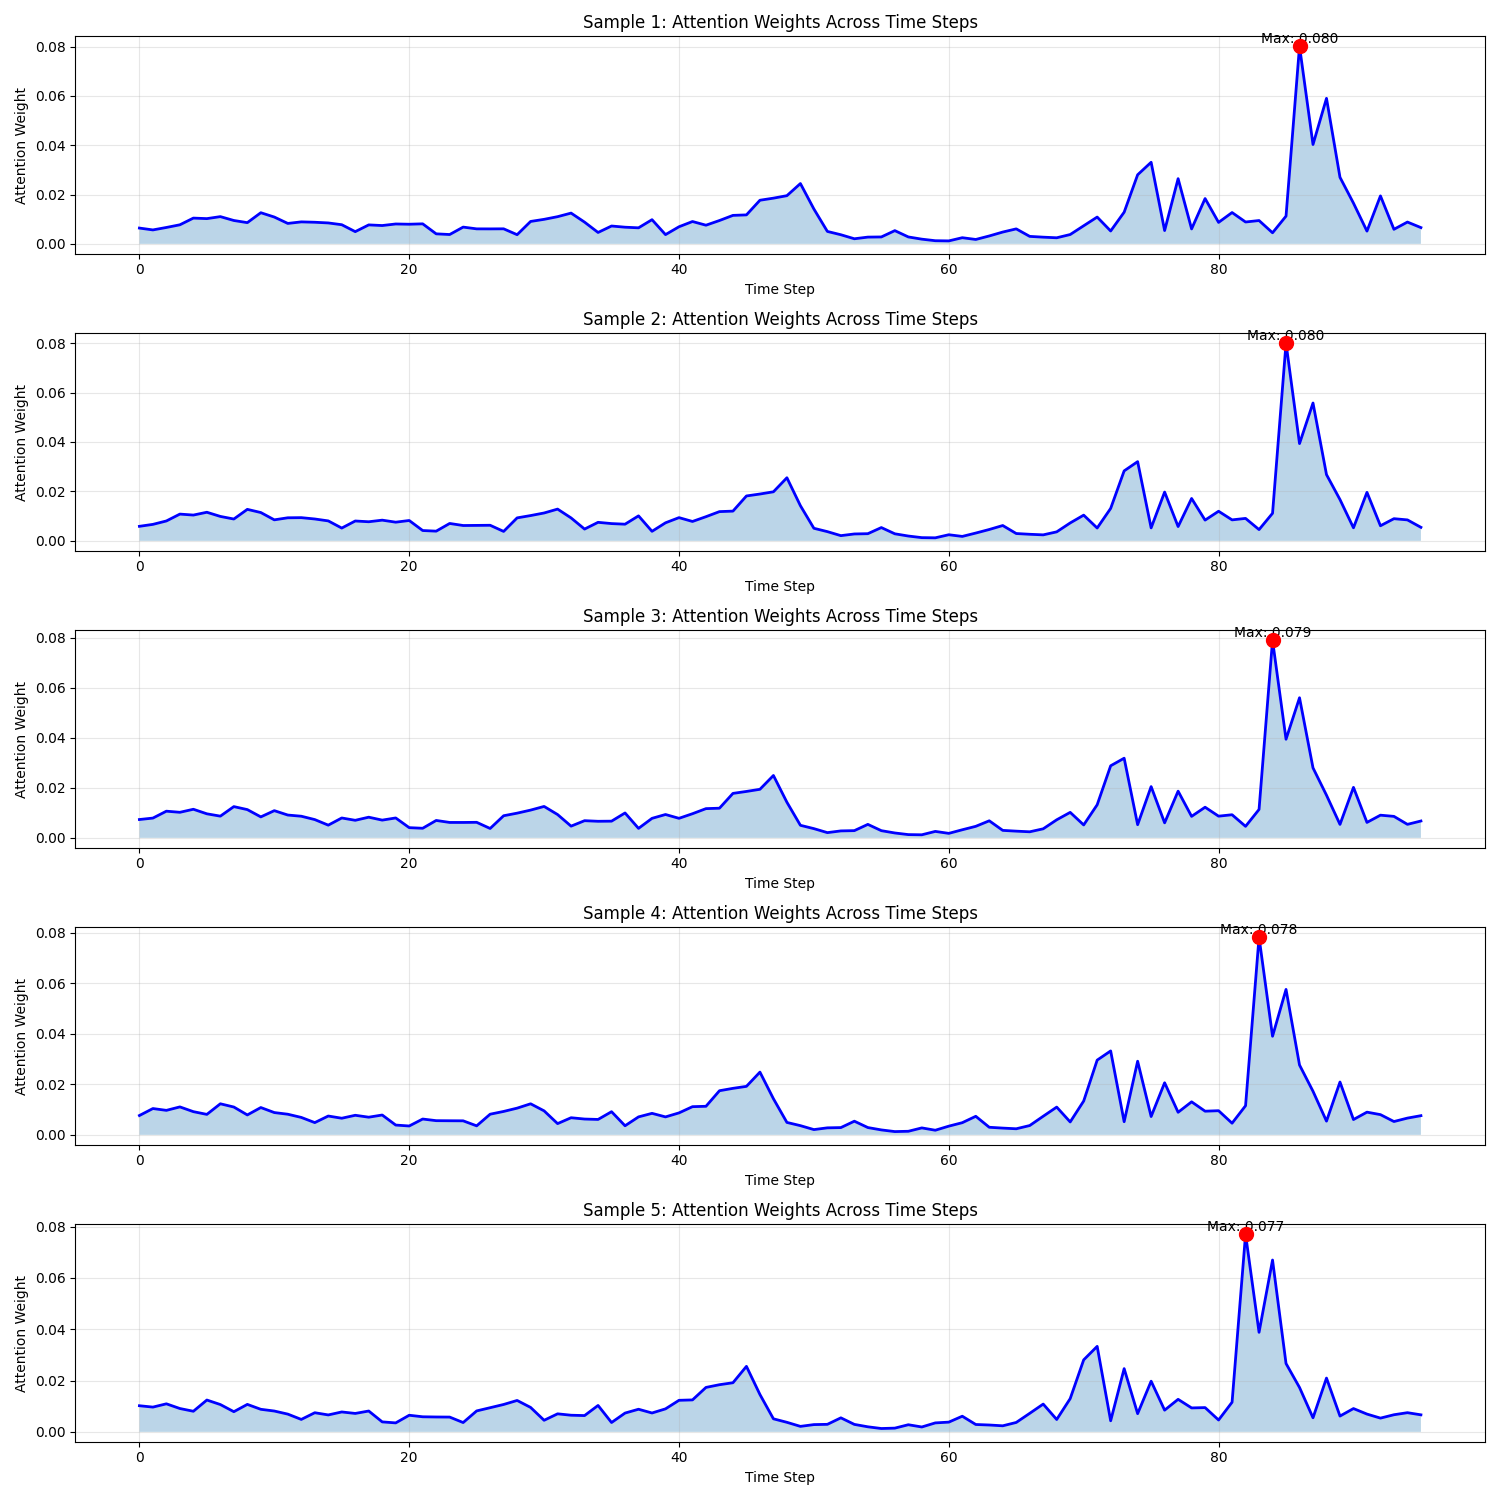 Sample 1: Attention Weights Across Time Steps
Max: 0.080
0.08
0.06
0.04
0.02
0.00
Attention Weight
0 20 40 60 80
Time Step
Sample 2: Attention Weights Across Time Steps
Max: 0.080
0.08
0.06
0.04
0.02
0.00
Attention Weight
0 20 40 60 80
Time Step
Sample 3: Attention Weights Across Time Steps
Max: 0.079
0.08
0.06
0.04
0.02
0.00
Attention Weight
0 20 40 60 80
Time Step
Sample 4: Attention Weights Across Time Steps
Max: 0.078
0.08
0.06
0.04
0.02
0.00
Attention Weight
0 20 40 60 80
Time Step
Sample 5: Attention Weights Across Time Steps
Max: 0.077
0.08
0.06
0.04
0.02
0.00
Attention Weight
0 20 40 60 80
Time Step